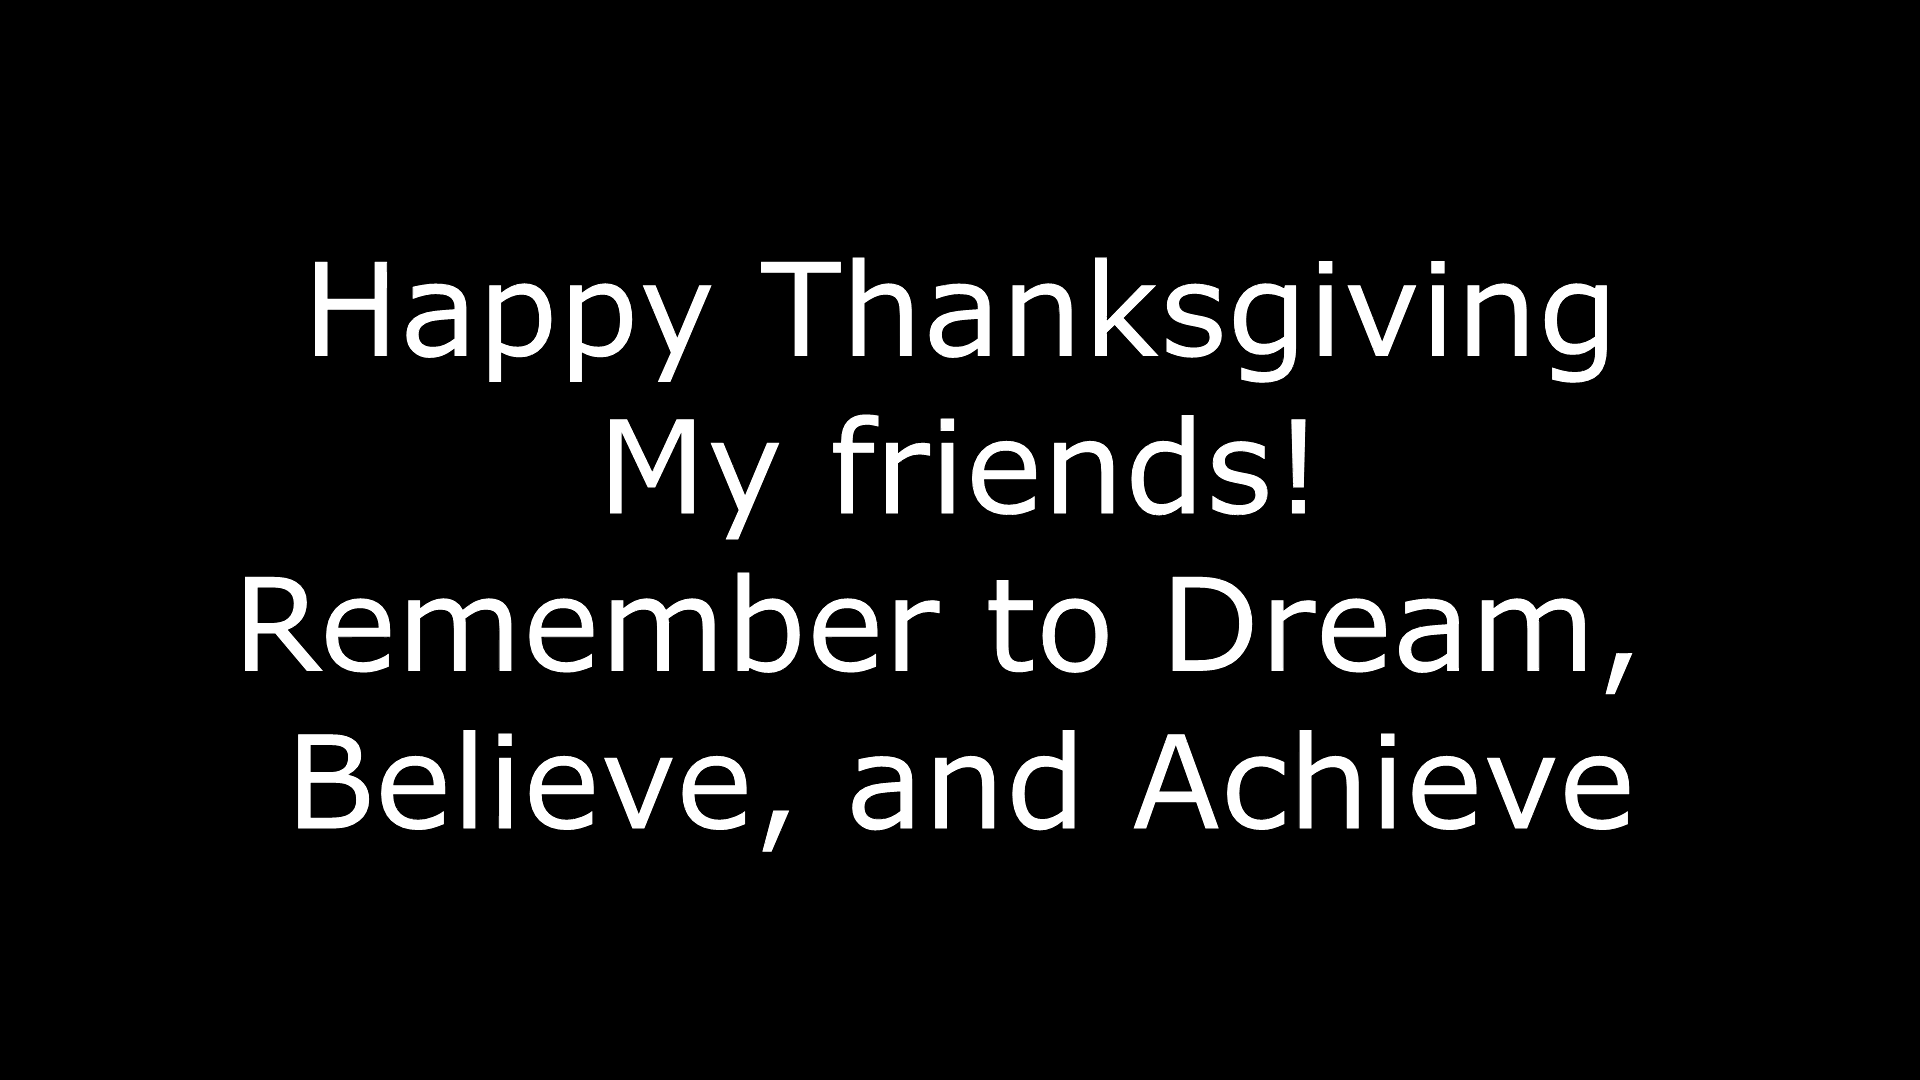 Happy Thanksgiving
My friends!
Remember to Dream,
Believe, and Achieve